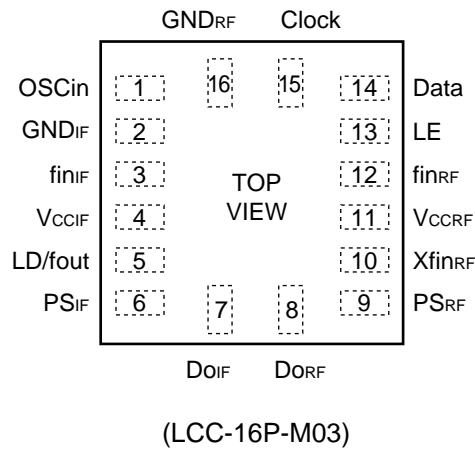 GNDRF Clock
16 15
OSCin 1 14 Data
GNDIF 2 13 LE
finIF 3 12 finRF
TOP
VIEW
VCCIF 4 11 VCCRF
LD/fout 5 10 XfinRF
PSIF 6 9 PSRF
7 8
DoIF DoRF
(LCC-16P-M03)